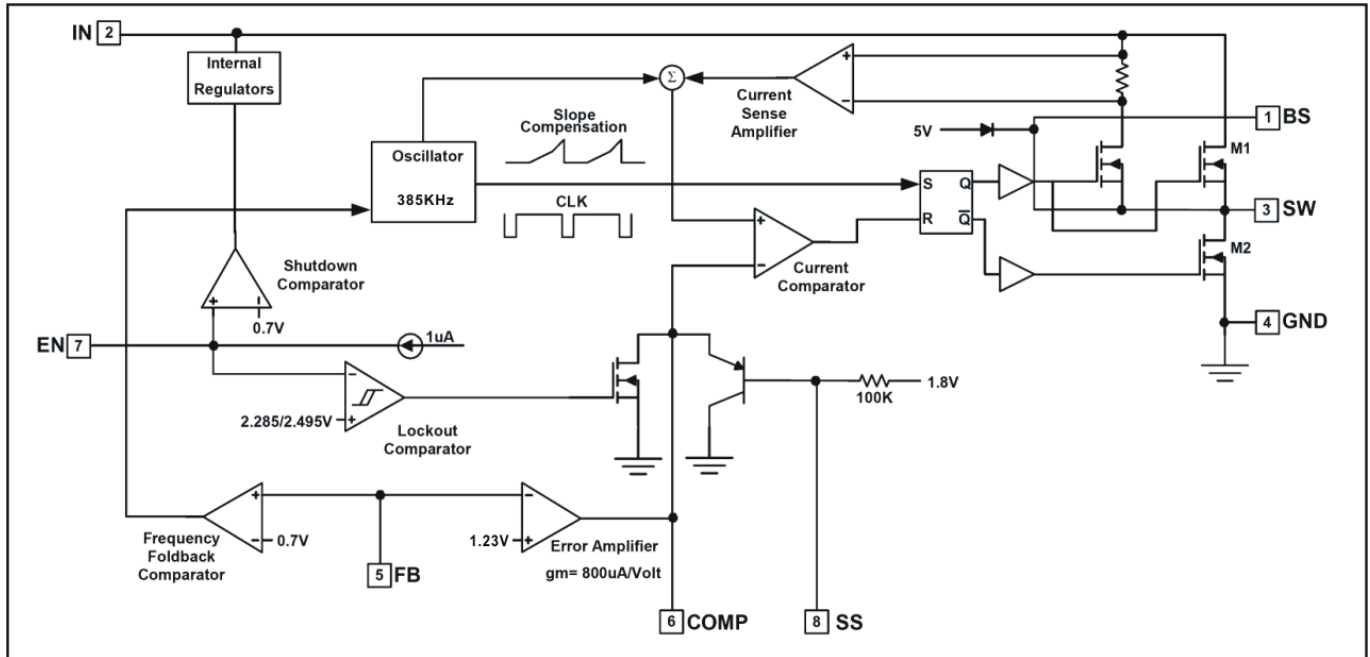 IN 2
Internal
Regulators
Σ
+
−
Current
Sense
Amplifier
5V
1 BS
Slope
Compensation
Oscillator
385KHz
CLK
S Q
R Q̅
M1
3 SW
M2
+
−
Current
Comparator
Shutdown
Comparator
+ −
0.7V
4 GND
EN 7
1uA
−
2.285/2.495V +
Lockout
Comparator
100K
1.8V
+
− 0.7V
Frequency
Foldback
Comparator
5 FB
−
1.23V +
Error Amplifier
gm= 800uA/Volt
6 COMP
8 SS